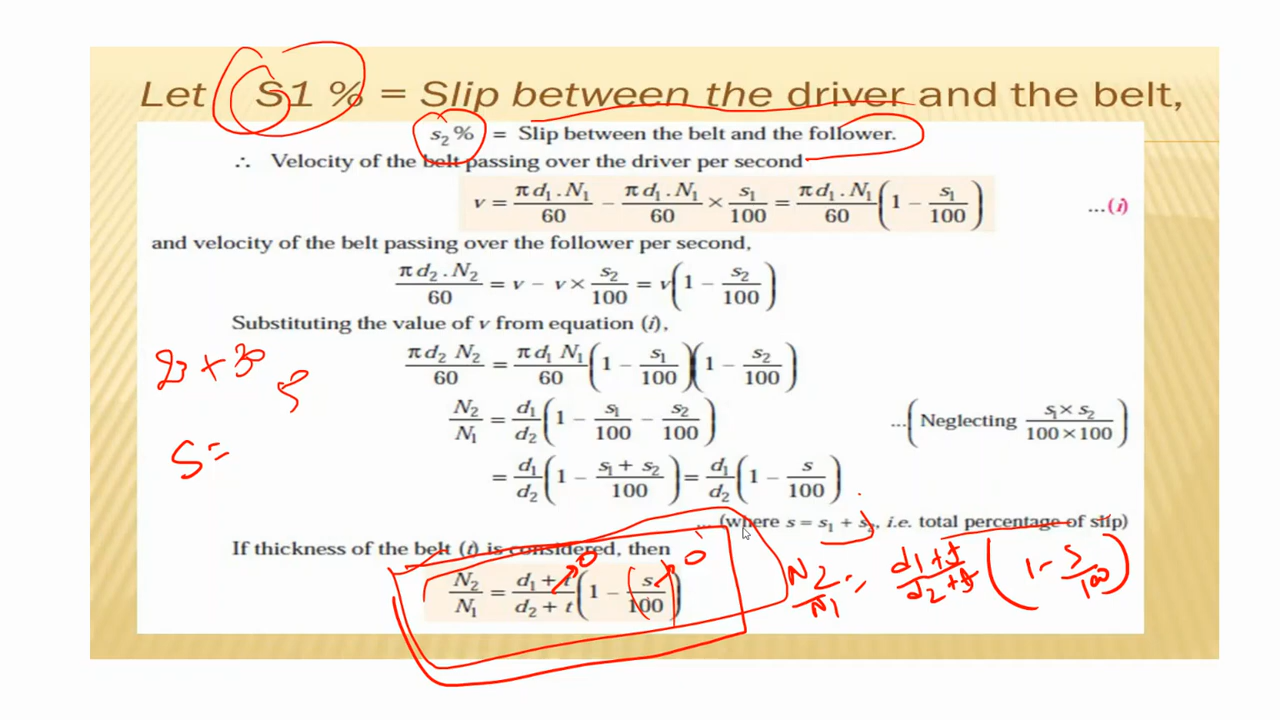 Let S1 % = Slip between the driver and the belt,
s₂ % = Slip between the belt and the follower.
∴ Velocity of the belt passing over the driver per second
v = π d₁ . N₁ / 60 − π d₁ . N₁ / 60 × s₁ / 100 = π d₁ . N₁ / 60 (1 − s₁ / 100) ...(i)
and velocity of the belt passing over the follower per second,
π d₂ . N₂ / 60 = v − v × s₂ / 100 = v(1 − s₂ / 100)
Substituting the value of v from equation (i),
π d₂ N₂ / 60 = π d₁ N₁ / 60 (1 − s₁ / 100)(1 − s₂ / 100)
N₂ / N₁ = d₁ / d₂ (1 − s₁ / 100 − s₂ / 100) ...(Neglecting s₁ × s₂ / 100 × 100)
= d₁ / d₂ (1 − s₁ + s₂ / 100) = d₁ / d₂ (1 − s / 100)
... (where s = s₁ + s₂, i.e. total percentage of slip)
If thickness of the belt (t) is considered, then
N₂ / N₁ = d₁ + t / d₂ + t (1 − s / 100)
0 0
S =
N2 / N1 = d1 + t / d2 + t (1 − S / 100)